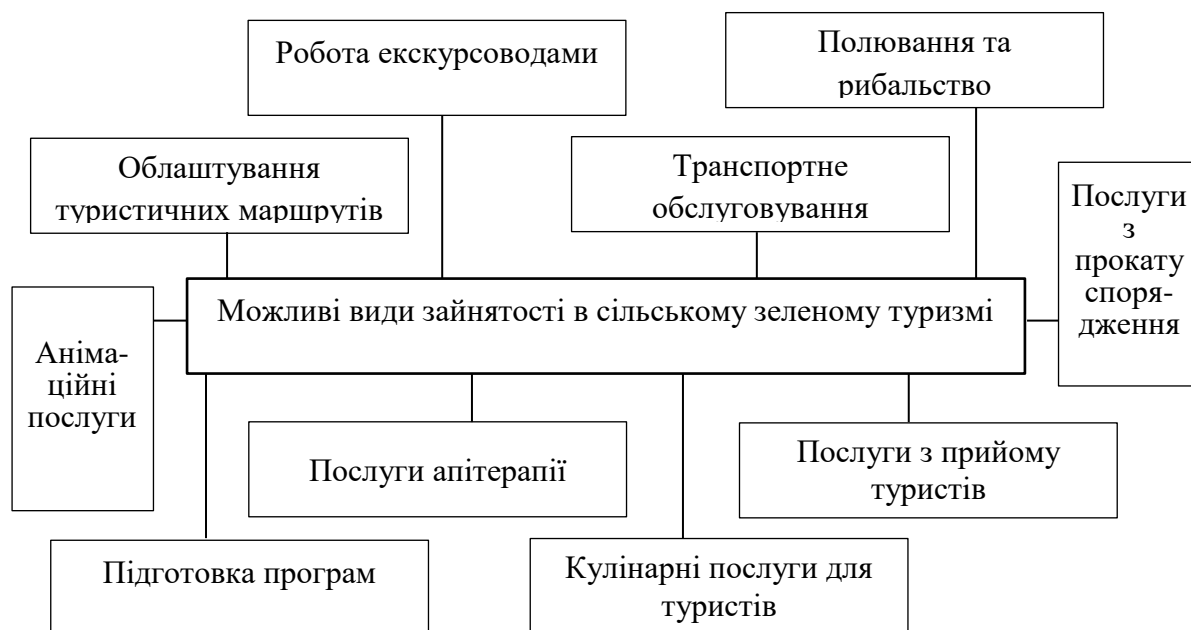 Робота екскурсоводами
Полювання та
рибальство
Облаштування
туристичних маршрутів
Транспортне
обслуговування
Послуги
з
прокату
споря-
дження
Можливі види зайнятості в сільському зеленому туризмі
Аніма-
ційні
послуги
Послуги апітерапії
Послуги з прийому
туристів
Підготовка програм
Кулінарні послуги для
туристів